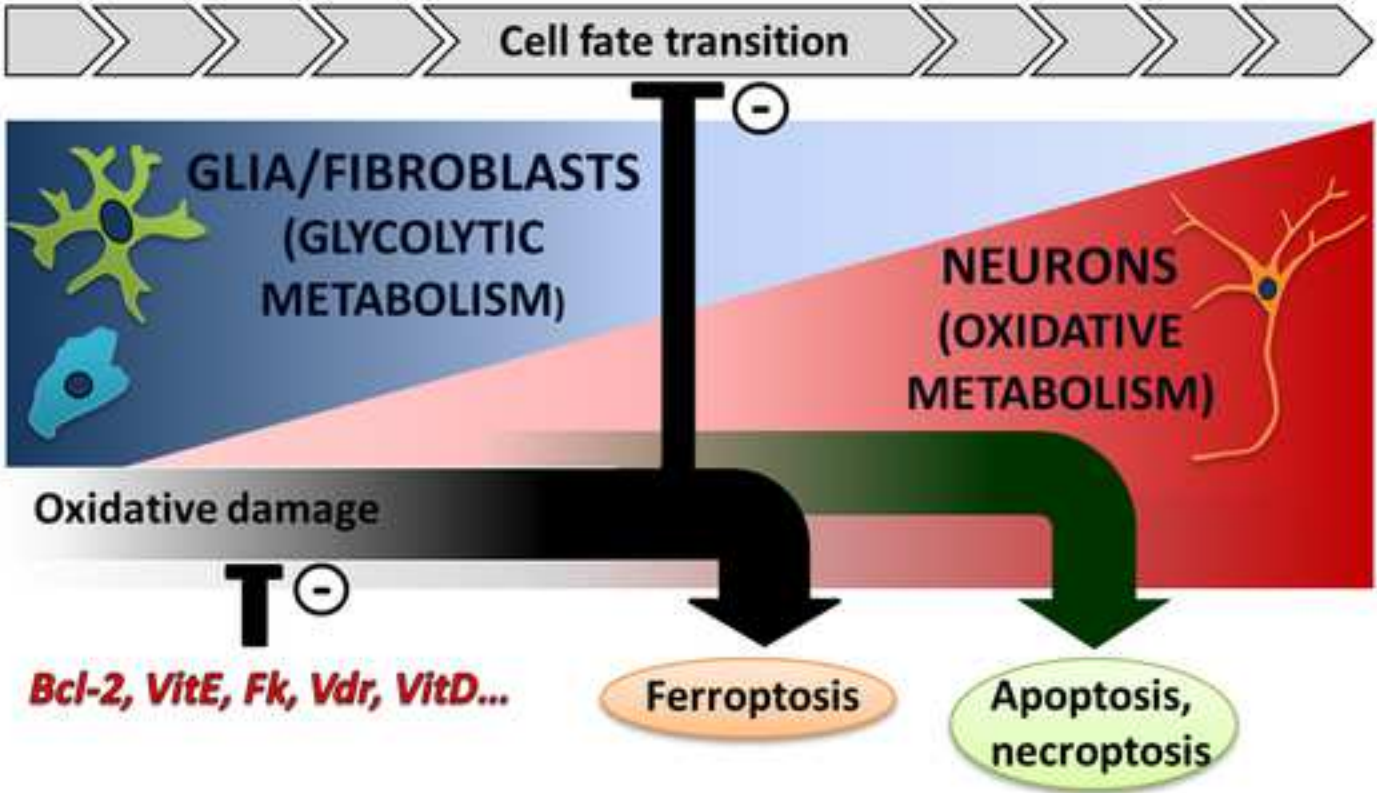 Cell fate transition
-
GLIA/FIBROBLASTS
(GLYCOLYTIC
METABOLISM)
NEURONS
(OXIDATIVE
METABOLISM)
Oxidative damage
-
Bcl-2, VitE, Fk, Vdr, VitD...
Ferroptosis
Apoptosis,
necroptosis